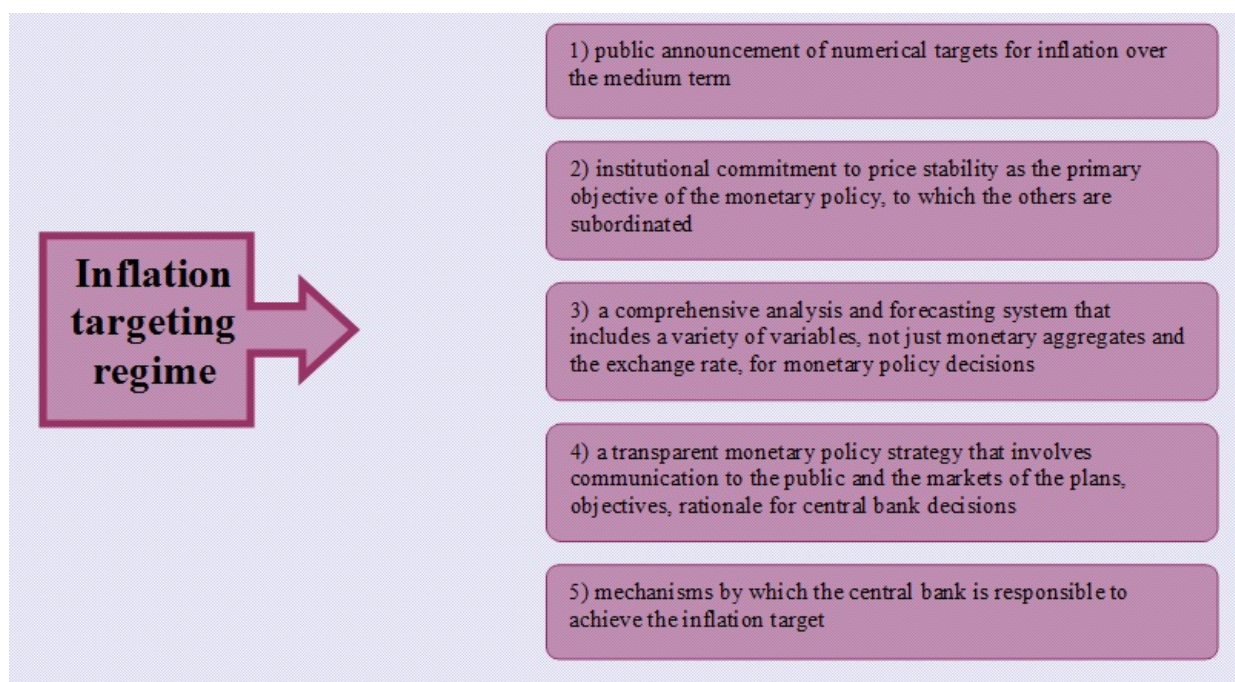 Inflation
targeting
regime
1) public announcement of numerical targets for inflation over
the medium term
2) institutional commitment to price stability as the primary
objective of the monetary policy, to which the others are
subordinated
3) a comprehensive analysis and forecasting system that
includes a variety of variables, not just monetary aggregates and
the exchange rate, for monetary policy decisions
4) a transparent monetary policy strategy that involves
communication to the public and the markets of the plans,
objectives, rationale for central bank decisions
5) mechanisms by which the central bank is responsible to
achieve the inflation target